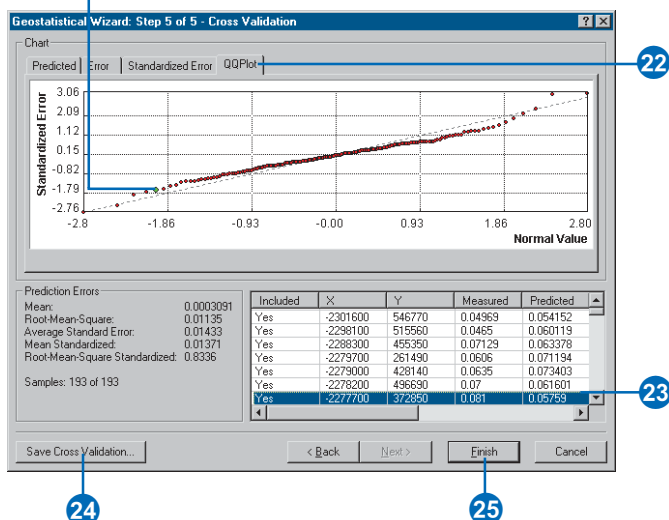 Geostatistical Wizard: Step 5 of 5 - Cross Validation
Chart
Predicted Error Standardized Error QQPlot
22
Standardized Error
3.06
2.09
1.12
0.15
-0.82
-1.79
-2.76
-2.8 -1.86 -0.93 -0.00 0.93 1.86 2.80
Normal Value
Prediction Errors
Mean: 0.0003091
Root-Mean-Square: 0.01135
Average Standard Error: 0.01433
Mean Standardized: 0.01371
Root-Mean-Square Standardized: 0.8336
Samples: 193 of 193
Included X Y Measured Predicted
Yes -2301600 546770 0.04969 0.054152
Yes -2298100 515560 0.0465 0.060119
Yes -2288300 455350 0.07129 0.063378
Yes -2279700 261490 0.0606 0.071194
Yes -2279000 428140 0.0635 0.073403
Yes -2278200 496690 0.07 0.061601
Yes -2277700 372850 0.081 0.05759
23
Save Cross Validation... < Back Next > Finish Cancel
24 25